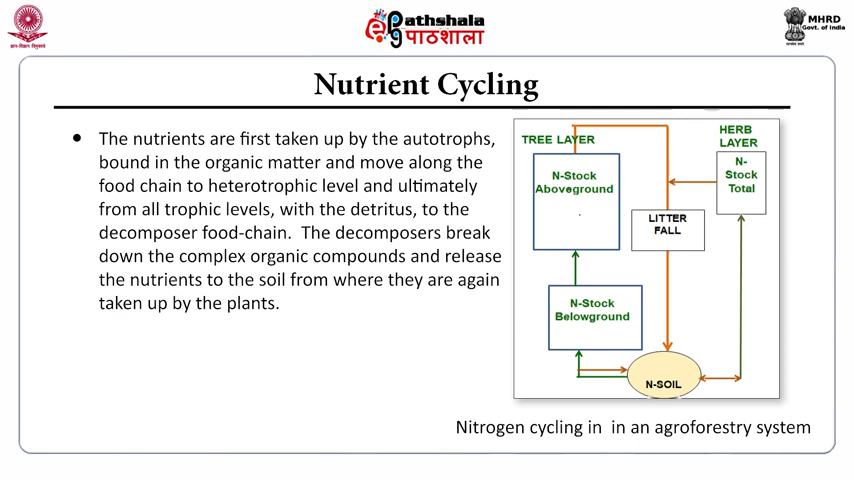 ज्ञान-विज्ञान विमुक्तये
epathshala
पाठशाला
MHRD
Govt. of India
Nutrient Cycling
• The nutrients are first taken up by the autotrophs,
bound in the organic matter and move along the
food chain to heterotrophic level and ultimately
from all trophic levels, with the detritus, to the
decomposer food-chain. The decomposers break
down the complex organic compounds and release
the nutrients to the soil from where they are again
taken up by the plants.
TREE LAYER
HERB
LAYER
N-Stock
Aboveground
N-
Stock
Total
LITTER
FALL
N-Stock
Belowground
N-SOIL
Nitrogen cycling in in an agroforestry system